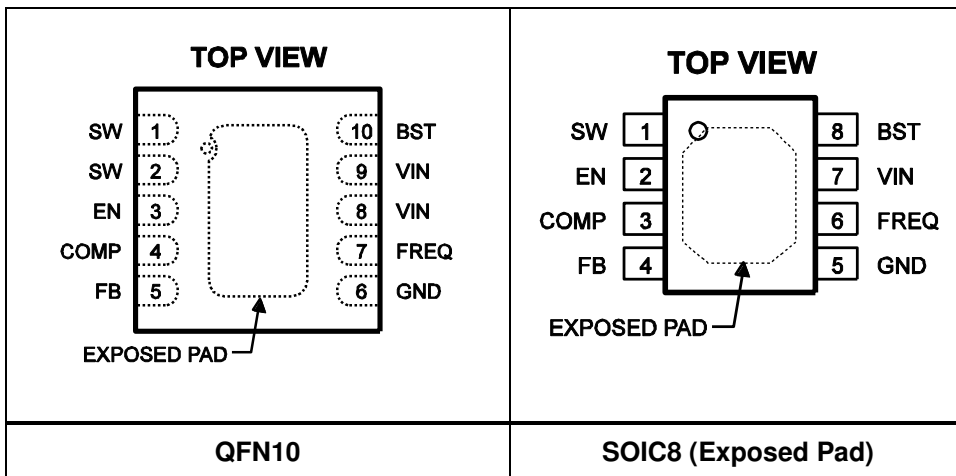 TOP VIEW
SW 1 10 BST
SW 2 9 VIN
EN 3 8 VIN
COMP 4 7 FREQ
FB 5 6 GND
EXPOSED PAD
QFN10
TOP VIEW
SW 1 8 BST
EN 2 7 VIN
COMP 3 6 FREQ
FB 4 5 GND
EXPOSED PAD
SOIC8 (Exposed Pad)